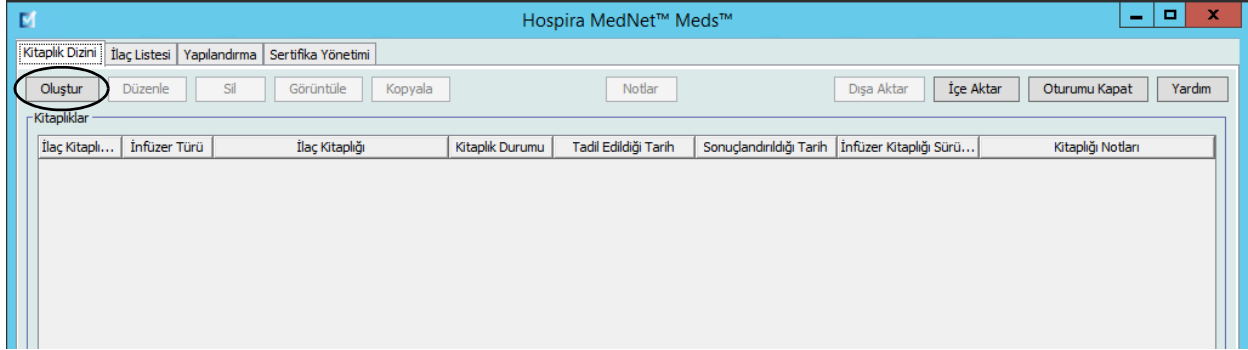 Hospira MedNet™ Meds™
Kitaplık Dizini İlaç Listesi Yapılandırma Sertifika Yönetimi
Oluştur Düzenle Sil Görüntüle Kopyala Notlar Dışa Aktar İçe Aktar Oturumu Kapat Yardım
Kitaplıklar
İlaç Kitaplı... İnfüzer Türü İlaç Kitaplığı Kitaplık Durumu Tadil Edildiği Tarih Sonuçlandırıldığı Tarih İnfüzer Kitaplığı Sürü... Kitaplığı Notları